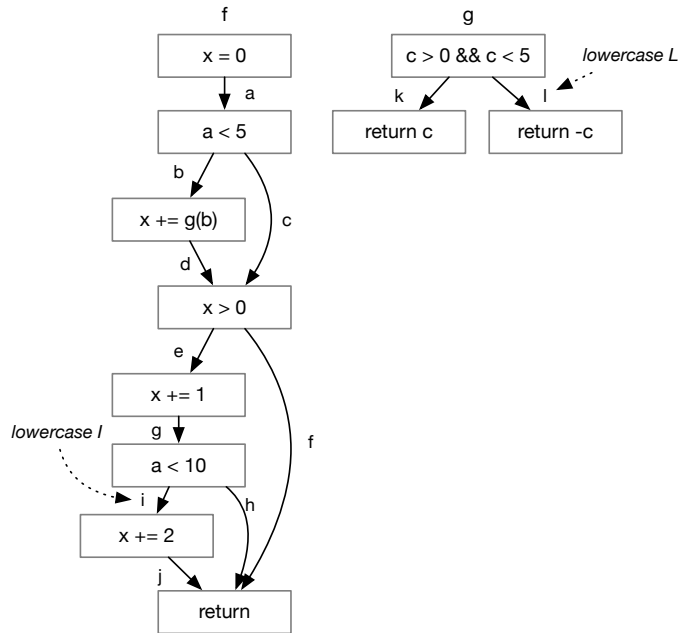 f
x = 0
a
a < 5
b
c
x += g(b)
d
x > 0
e
f
x += 1
g
lowercase I
a < 10
i
h
x += 2
j
return
g
c > 0 && c < 5
lowercase L
k
l
return c
return -c